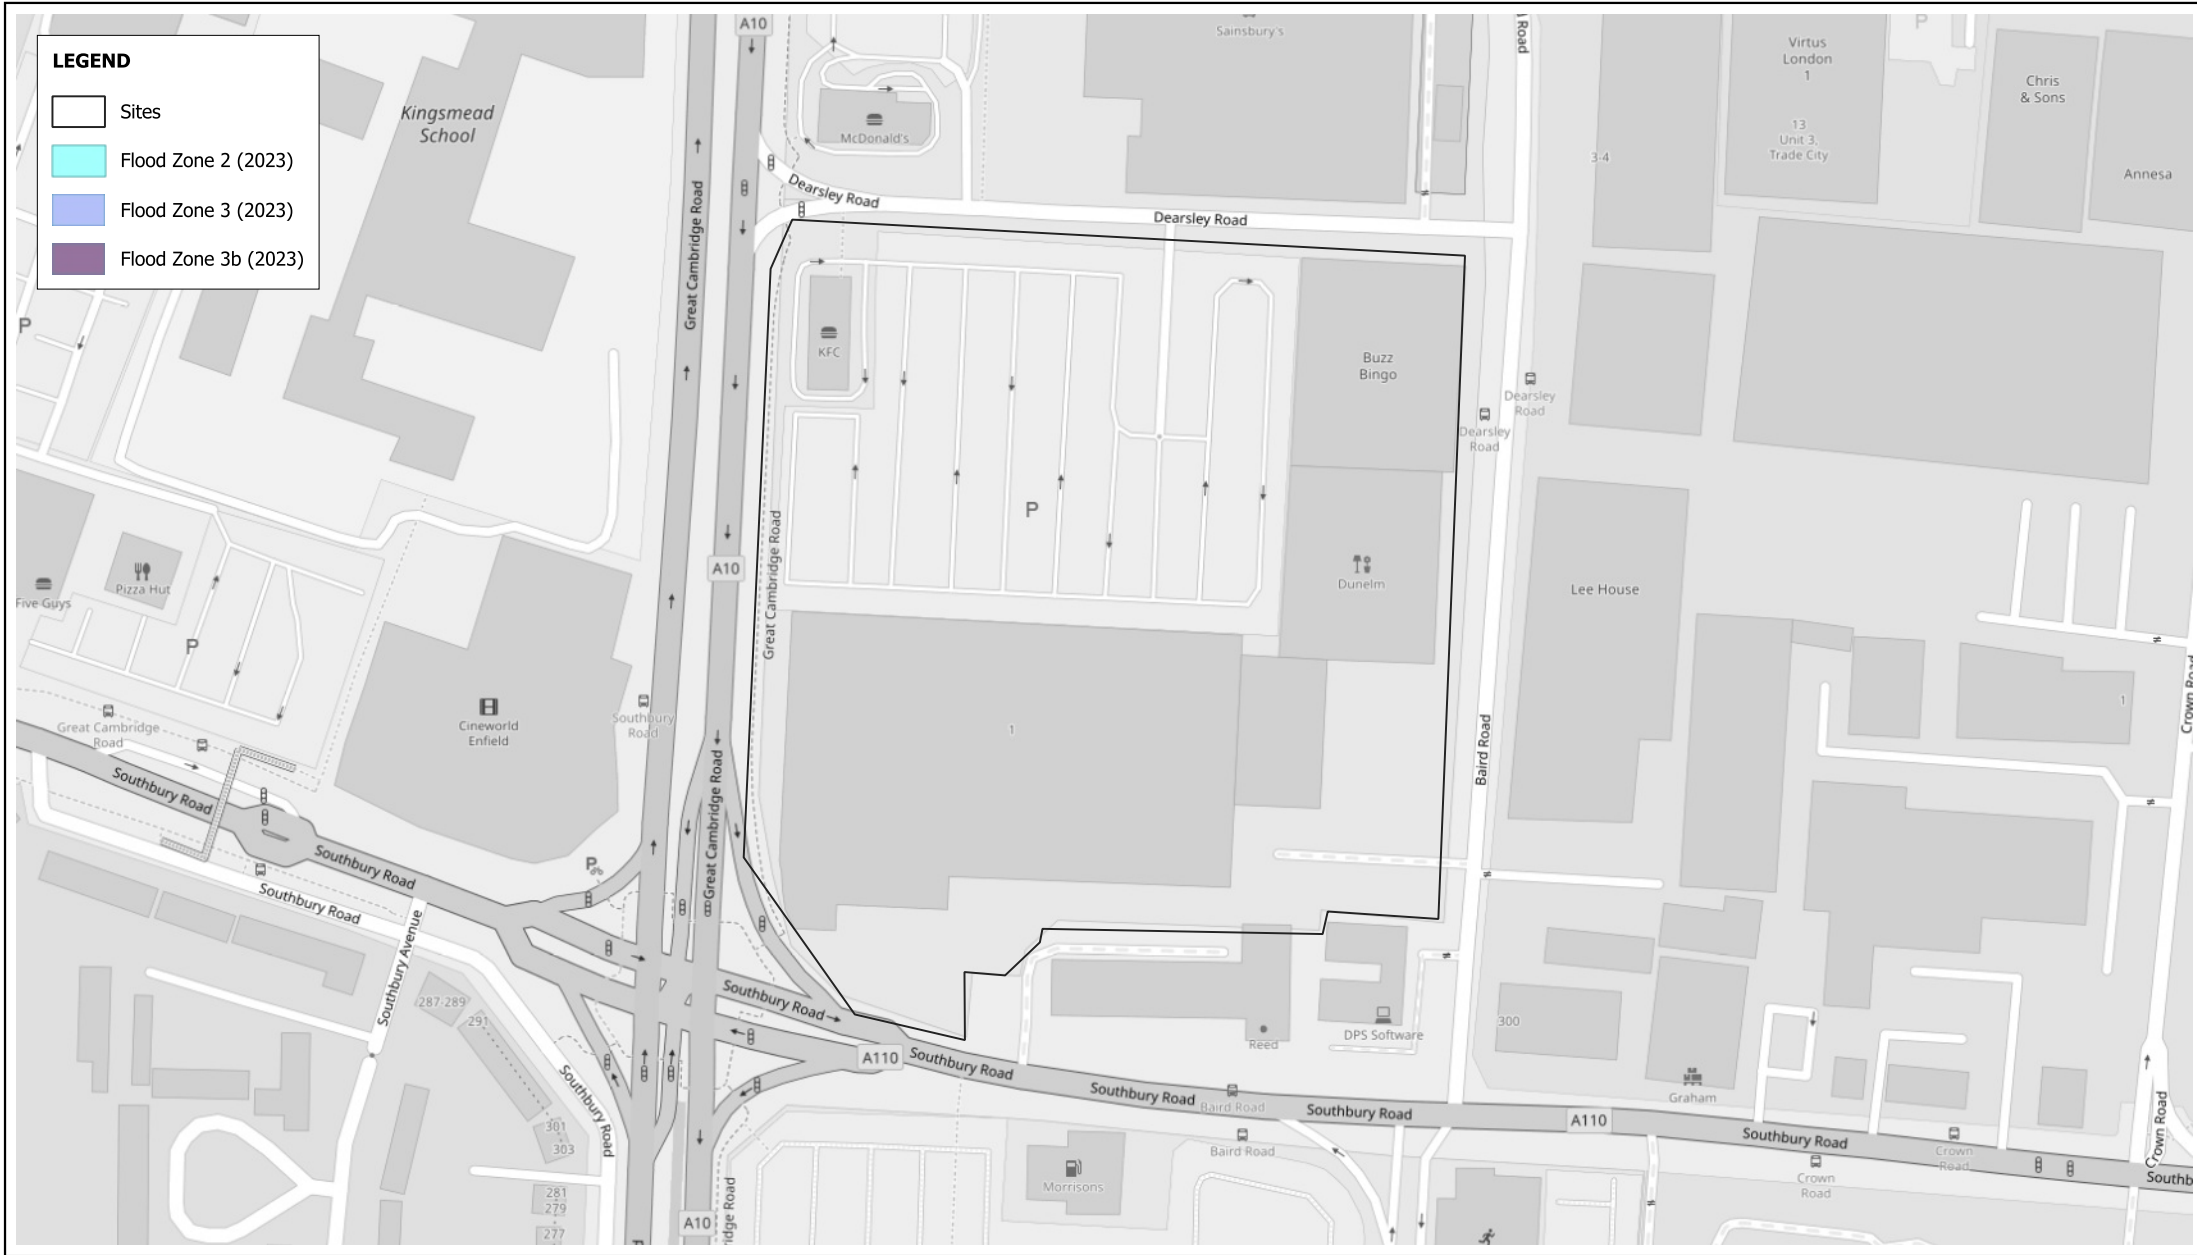 LEGEND
Sites
Flood Zone 2 (2023)
Flood Zone 3 (2023)
Flood Zone 3b (2023)
A10
Sainsbury's
Road
Virtus
London
1
P
Chris
& Sons
Kingsmead
School
McDonald's
13
Unit 3,
Trade City
3-4
Annesa
Dearsley Road
Dearsley Road
Great Cambridge Road
P
KFC
Buzz
Bingo
Dearsley
Road
Dearsley
Road
P
Great Cambridge Road
A10
Pizza Hut
Five Guys
Dunelm
Lee House
P
Crown Road
Great Cambridge
Road
Cineworld
Enfield
Southbury
Road
1
1
Baird Road
Southbury Road
Great Cambridge Road
Southbury Road
P
Southbury Road
Southbury Avenue
Southbury Road
287-289
291
300
DPS Software
Reed
A110
Southbury Road
Southbury Road
Baird Road
Southbury Road
A110
Graham
Southbury Road
Southbury Road
Baird Road
301
303
Morrisons
Crown
Road
Crown
Road
Crown Road
Southb
281
279
277
A10
ridge Road